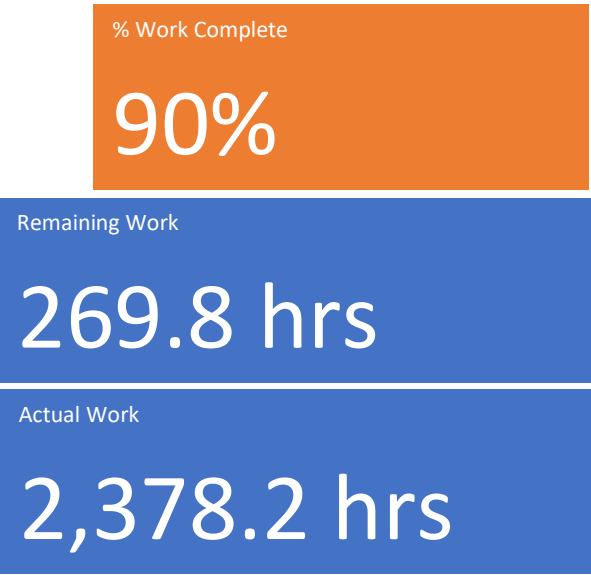 % Work Complete
90%
Remaining Work
269.8 hrs
Actual Work
2,378.2 hrs